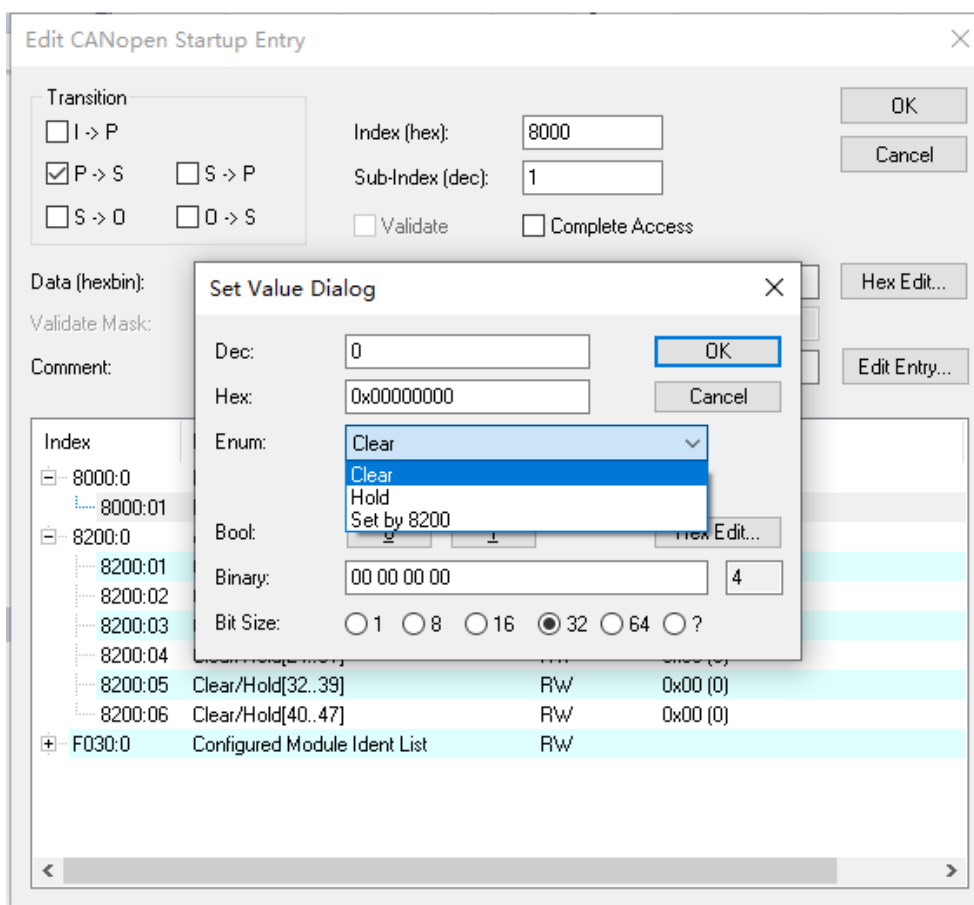 Edit CANopen Startup Entry
Transition
I -> P
P -> S
S -> P
S -> O
O -> S
Index (hex):
8000
Sub-Index (dec):
1
Validate
Complete Access
OK
Cancel
Data (hexbin):
Hex Edit...
Validate Mask:
Comment:
Edit Entry...
Set Value Dialog
Dec:
0
OK
Hex:
0x00000000
Cancel
Enum:
Clear
Clear
Hold
Set by 8200
Bool:
Hex Edit...
Binary:
00 00 00 00
4
Bit Size:
1
8
16
32
64
?
Index
8000:0
8000:01
8200:0
8200:01
8200:02
8200:03
8200:04
8200:05 Clear/Hold[32..39] RW 0x00 (0)
8200:06 Clear/Hold[40..47] RW 0x00 (0)
F030:0 Configured Module Ident List RW